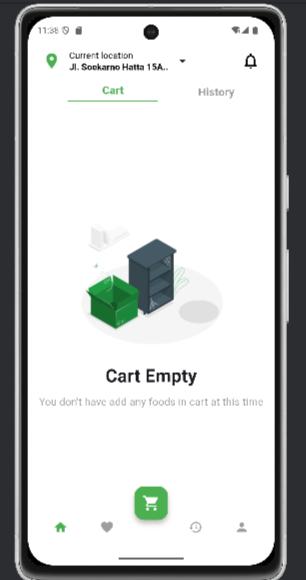 11:38
Current location
Jl. Soekarno Hatta 15A..
Cart
History
Cart Empty
You don't have add any foods in cart at this time